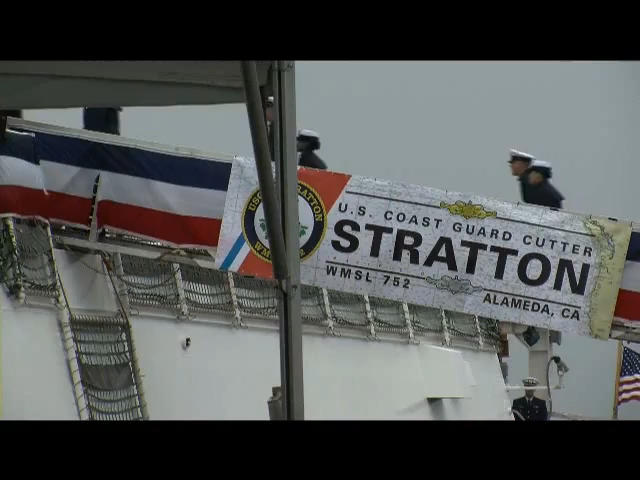 U.S. COAST GUARD CUTTER
STRATTON
WMSL 752
ALAMEDA, CA